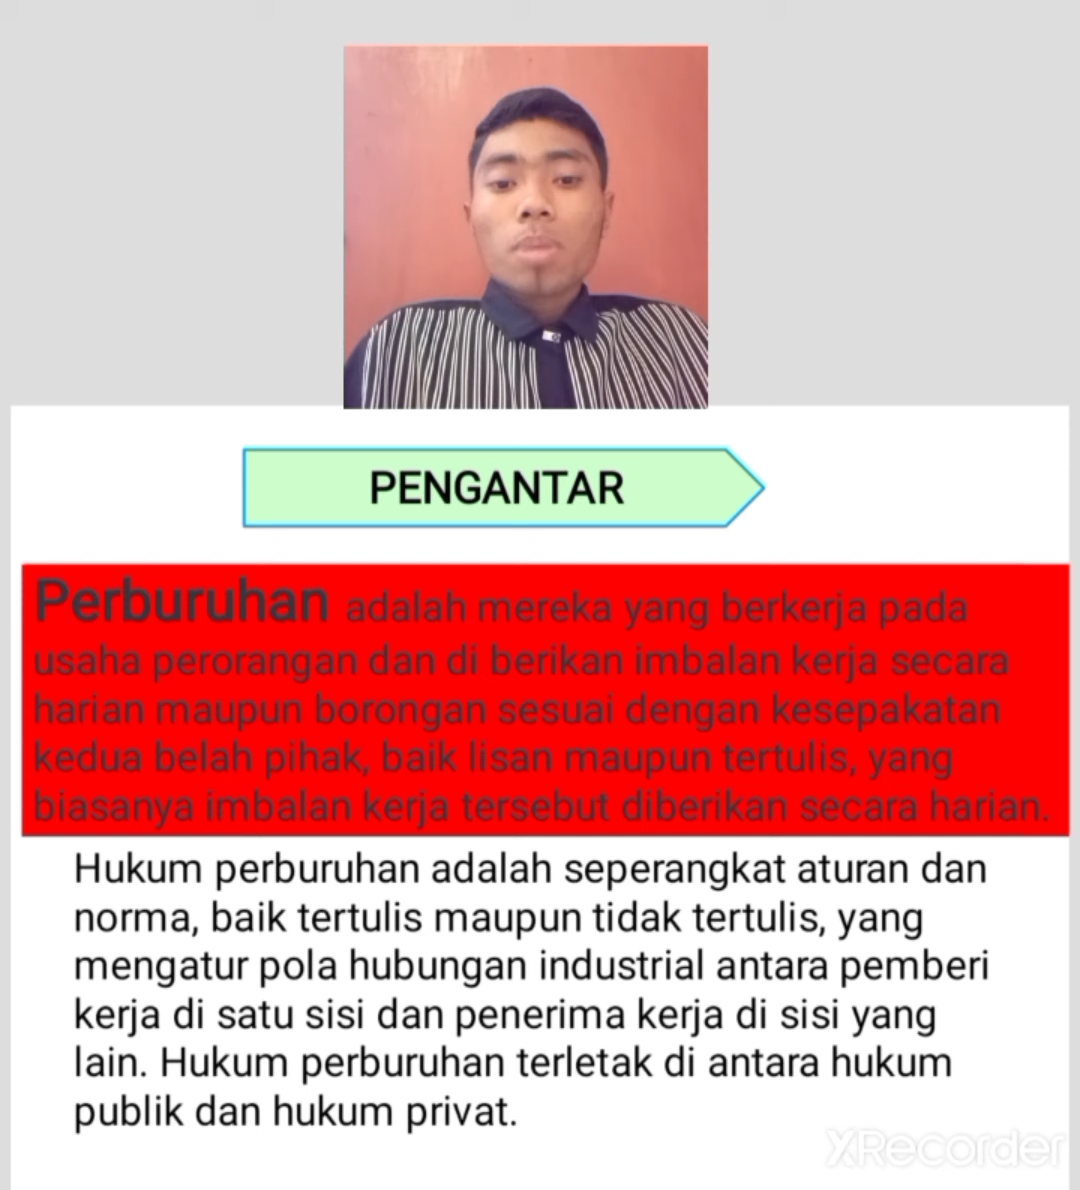 PENGANTAR
Perburuhan adalah mereka yang berkerja pada
usaha perorangan dan di berikan imbalan kerja secara
harian maupun borongan sesuai dengan kesepakatan
kedua belah pihak, baik lisan maupun tertulis, yang
biasanya imbalan kerja tersebut diberikan secara harian.
Hukum perburuhan adalah seperangkat aturan dan
norma, baik tertulis maupun tidak tertulis, yang
mengatur pola hubungan industrial antara pemberi
kerja di satu sisi dan penerima kerja di sisi yang
lain. Hukum perburuhan terletak di antara hukum
publik dan hukum privat.
XRecorder